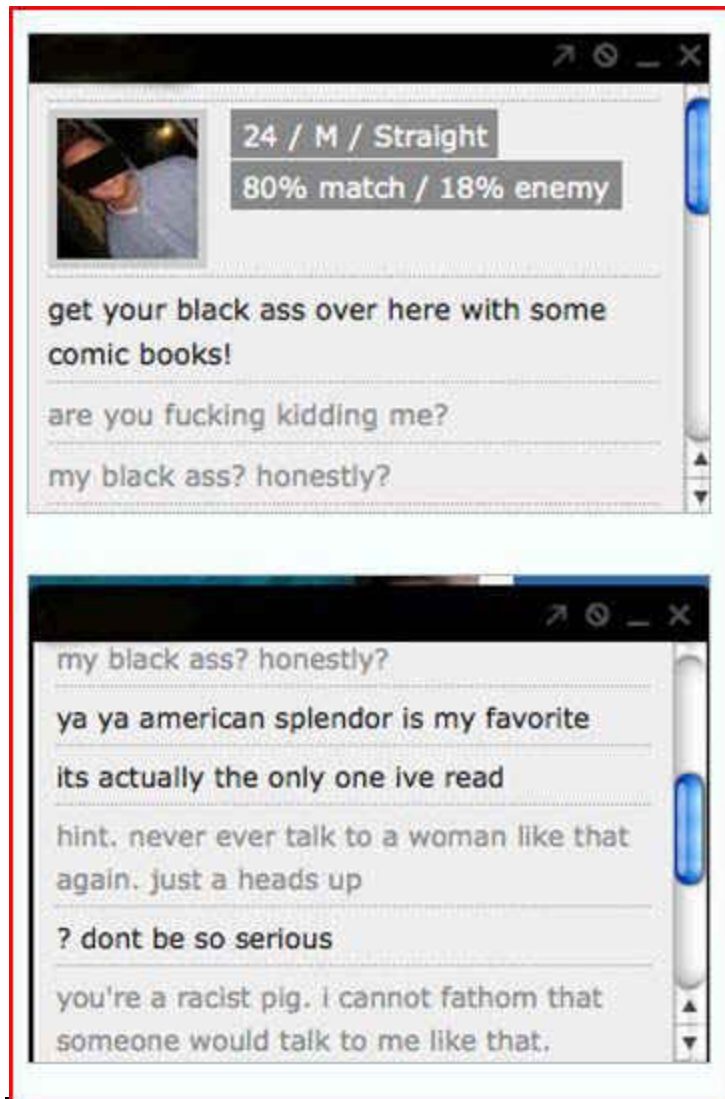 24 / M / Straight
80% match / 18% enemy
get your black ass over here with some
comic books!
are you fucking kidding me?
my black ass? honestly?
my black ass? honestly?
ya ya american splendor is my favorite
its actually the only one ive read
hint. never ever talk to a woman like that
again. just a heads up
? dont be so serious
you're a racist pig. i cannot fathom that
someone would talk to me like that.